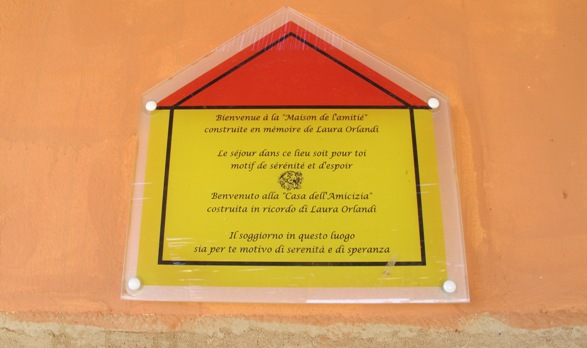 Bienvenue à la "Maison de l'amitié"
construite en mémoire de Laura Orlandi
Le séjour dans ce lieu soit pour toi
motif de sérénité et d'espoir
Benvenuto alla "Casa dell'Amicizia"
costruita in ricordo di Laura Orlandi
Il soggiorno in questo luogo
sia per te motivo di serenità e di speranza